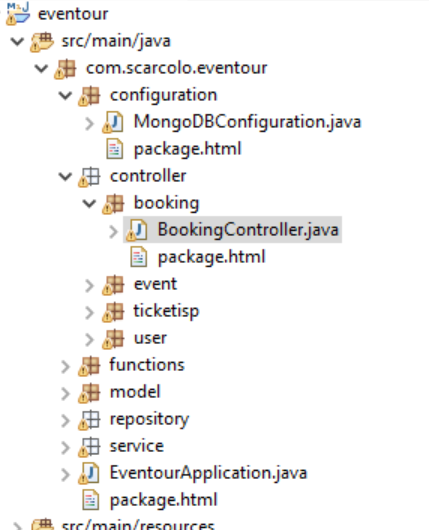 eventour
src/main/java
com.scarcolo.eventour
configuration
MongoDBConfiguration.java
package.html
controller
booking
BookingController.java
package.html
event
ticketisp
user
functions
model
repository
service
EventourApplication.java
package.html
src/main/resources